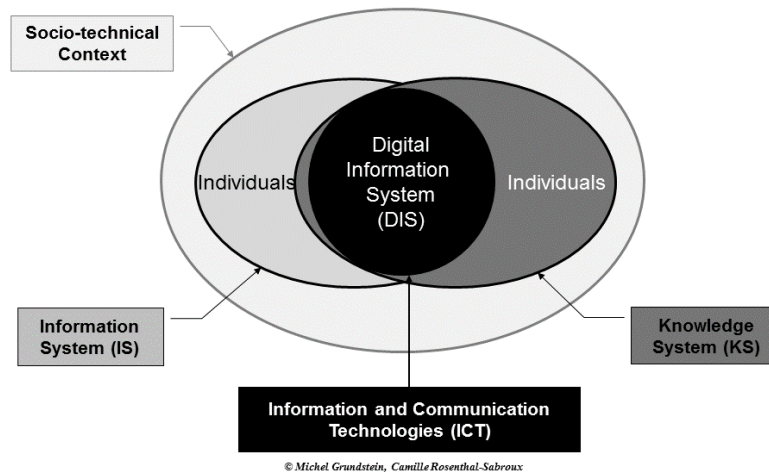 Socio-technical
Context
Digital
Information
System
(DIS)
Individuals
Individuals
Information
System (IS)
Knowledge
System (KS)
Information and Communication
Technologies (ICT)
© Michel Grundstein, Camille Rosenthal-Sabroux